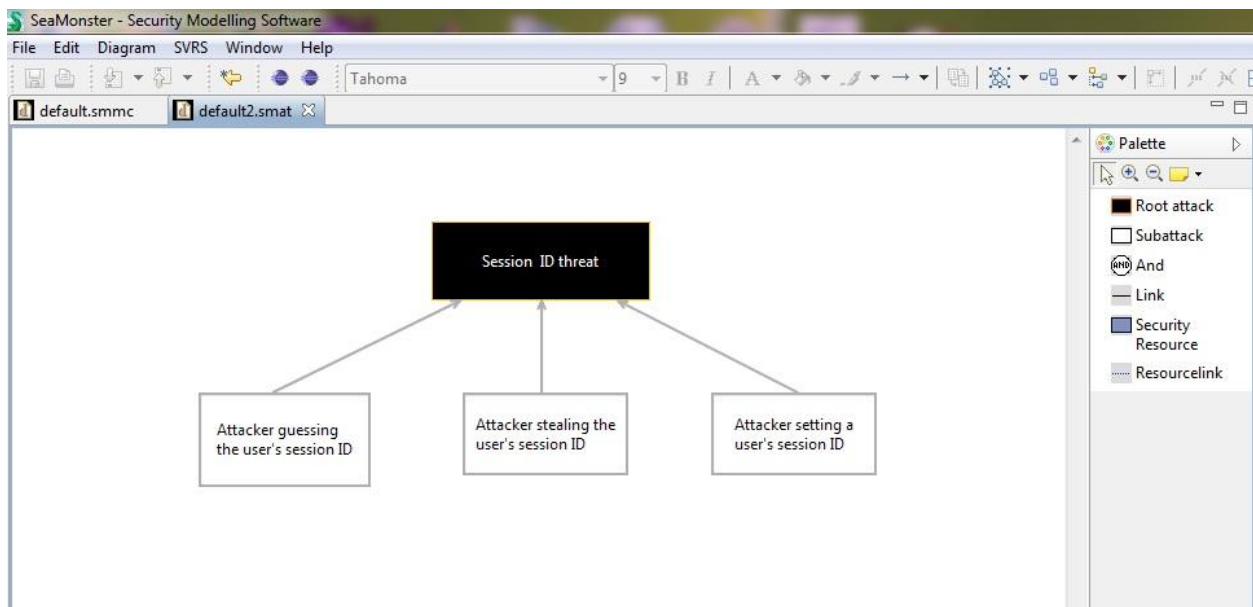 SeaMonster - Security Modelling Software
File Edit Diagram SVRS Window Help
Tahoma 9 B I A
default.smmc default2.smat
Palette
Root attack
Subattack
AND And
Link
Security
Resource
Resourcelink
Session ID threat
Attacker guessing
the user's session ID
Attacker stealing the
user's session ID
Attacker setting a
user's session ID